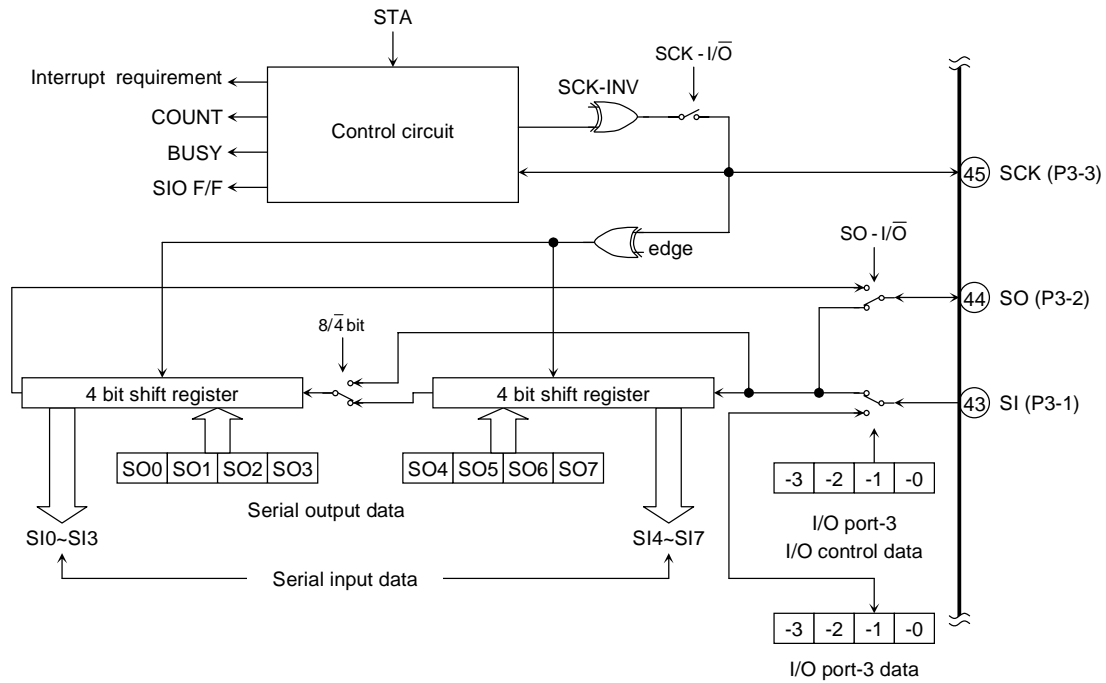 STA
SCK - I/O̅
Interrupt requirement
SCK-INV
COUNT
Control circuit
BUSY
SIO F/F
45 SCK (P3-3)
edge
SO - I/O̅
44 SO (P3-2)
8/4̅ bit
4 bit shift register
4 bit shift register
43 SI (P3-1)
SO0 SO1 SO2 SO3
SO4 SO5 SO6 SO7
-3 -2 -1 -0
Serial output data
I/O port-3
I/O control data
SI0~SI3
SI4~SI7
Serial input data
-3 -2 -1 -0
I/O port-3 data